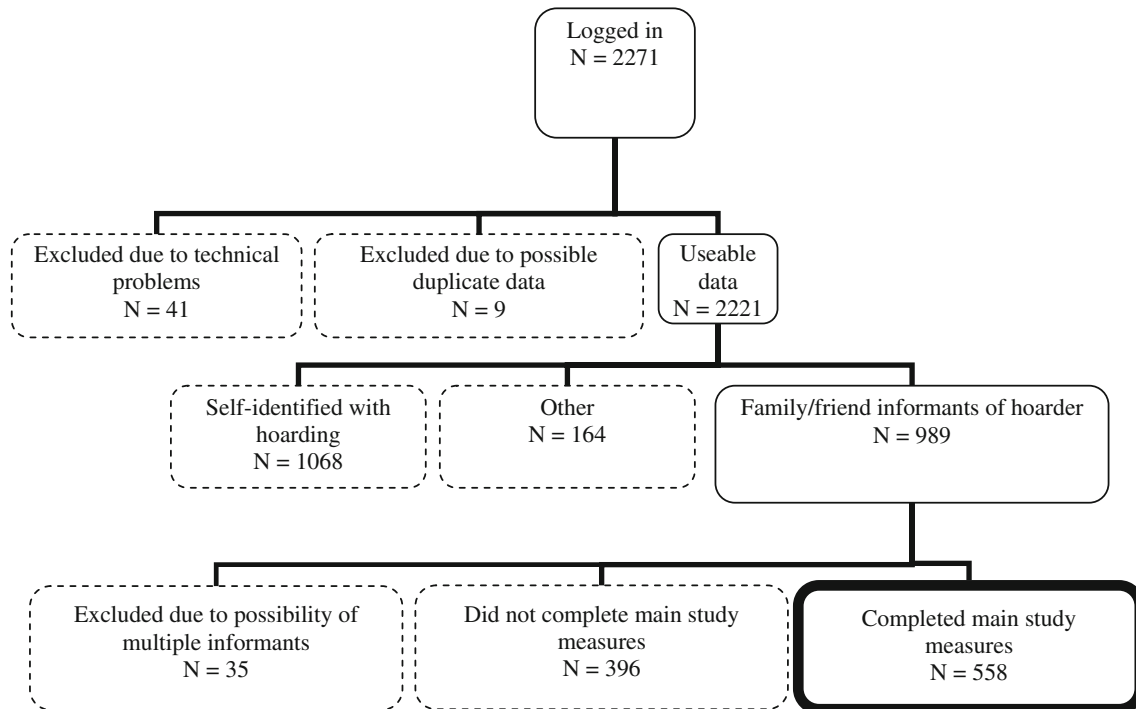 Logged in
N = 2271
Excluded due to technical
problems
N = 41
Excluded due to possible
duplicate data
N = 9
Useable
data
N = 2221
Self-identified with
hoarding
N = 1068
Other
N = 164
Family/friend informants of hoarder
N = 989
Excluded due to possibility of
multiple informants
N = 35
Did not complete main study
measures
N = 396
Completed main study
measures
N = 558